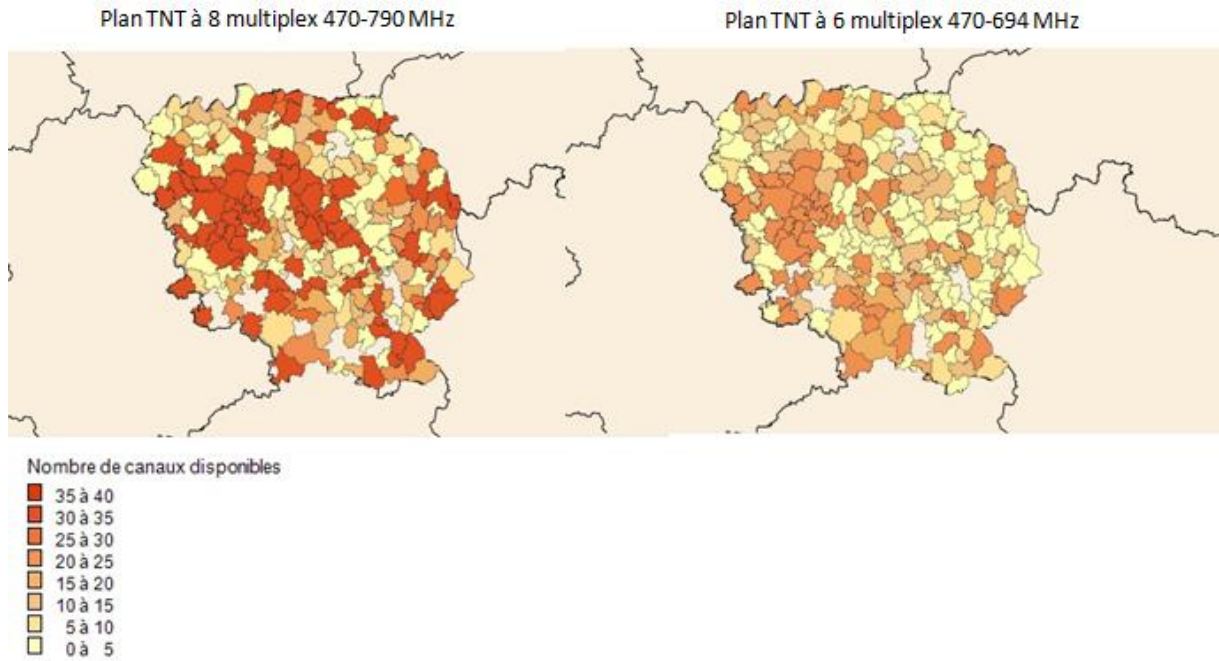 Plan TNT à 8 multiplex 470-790 MHz
Plan TNT à 6 multiplex 470-694 MHz
Nombre de canaux disponibles
35 à 40
30 à 35
25 à 30
20 à 25
15 à 20
10 à 15
5 à 10
0 à 5